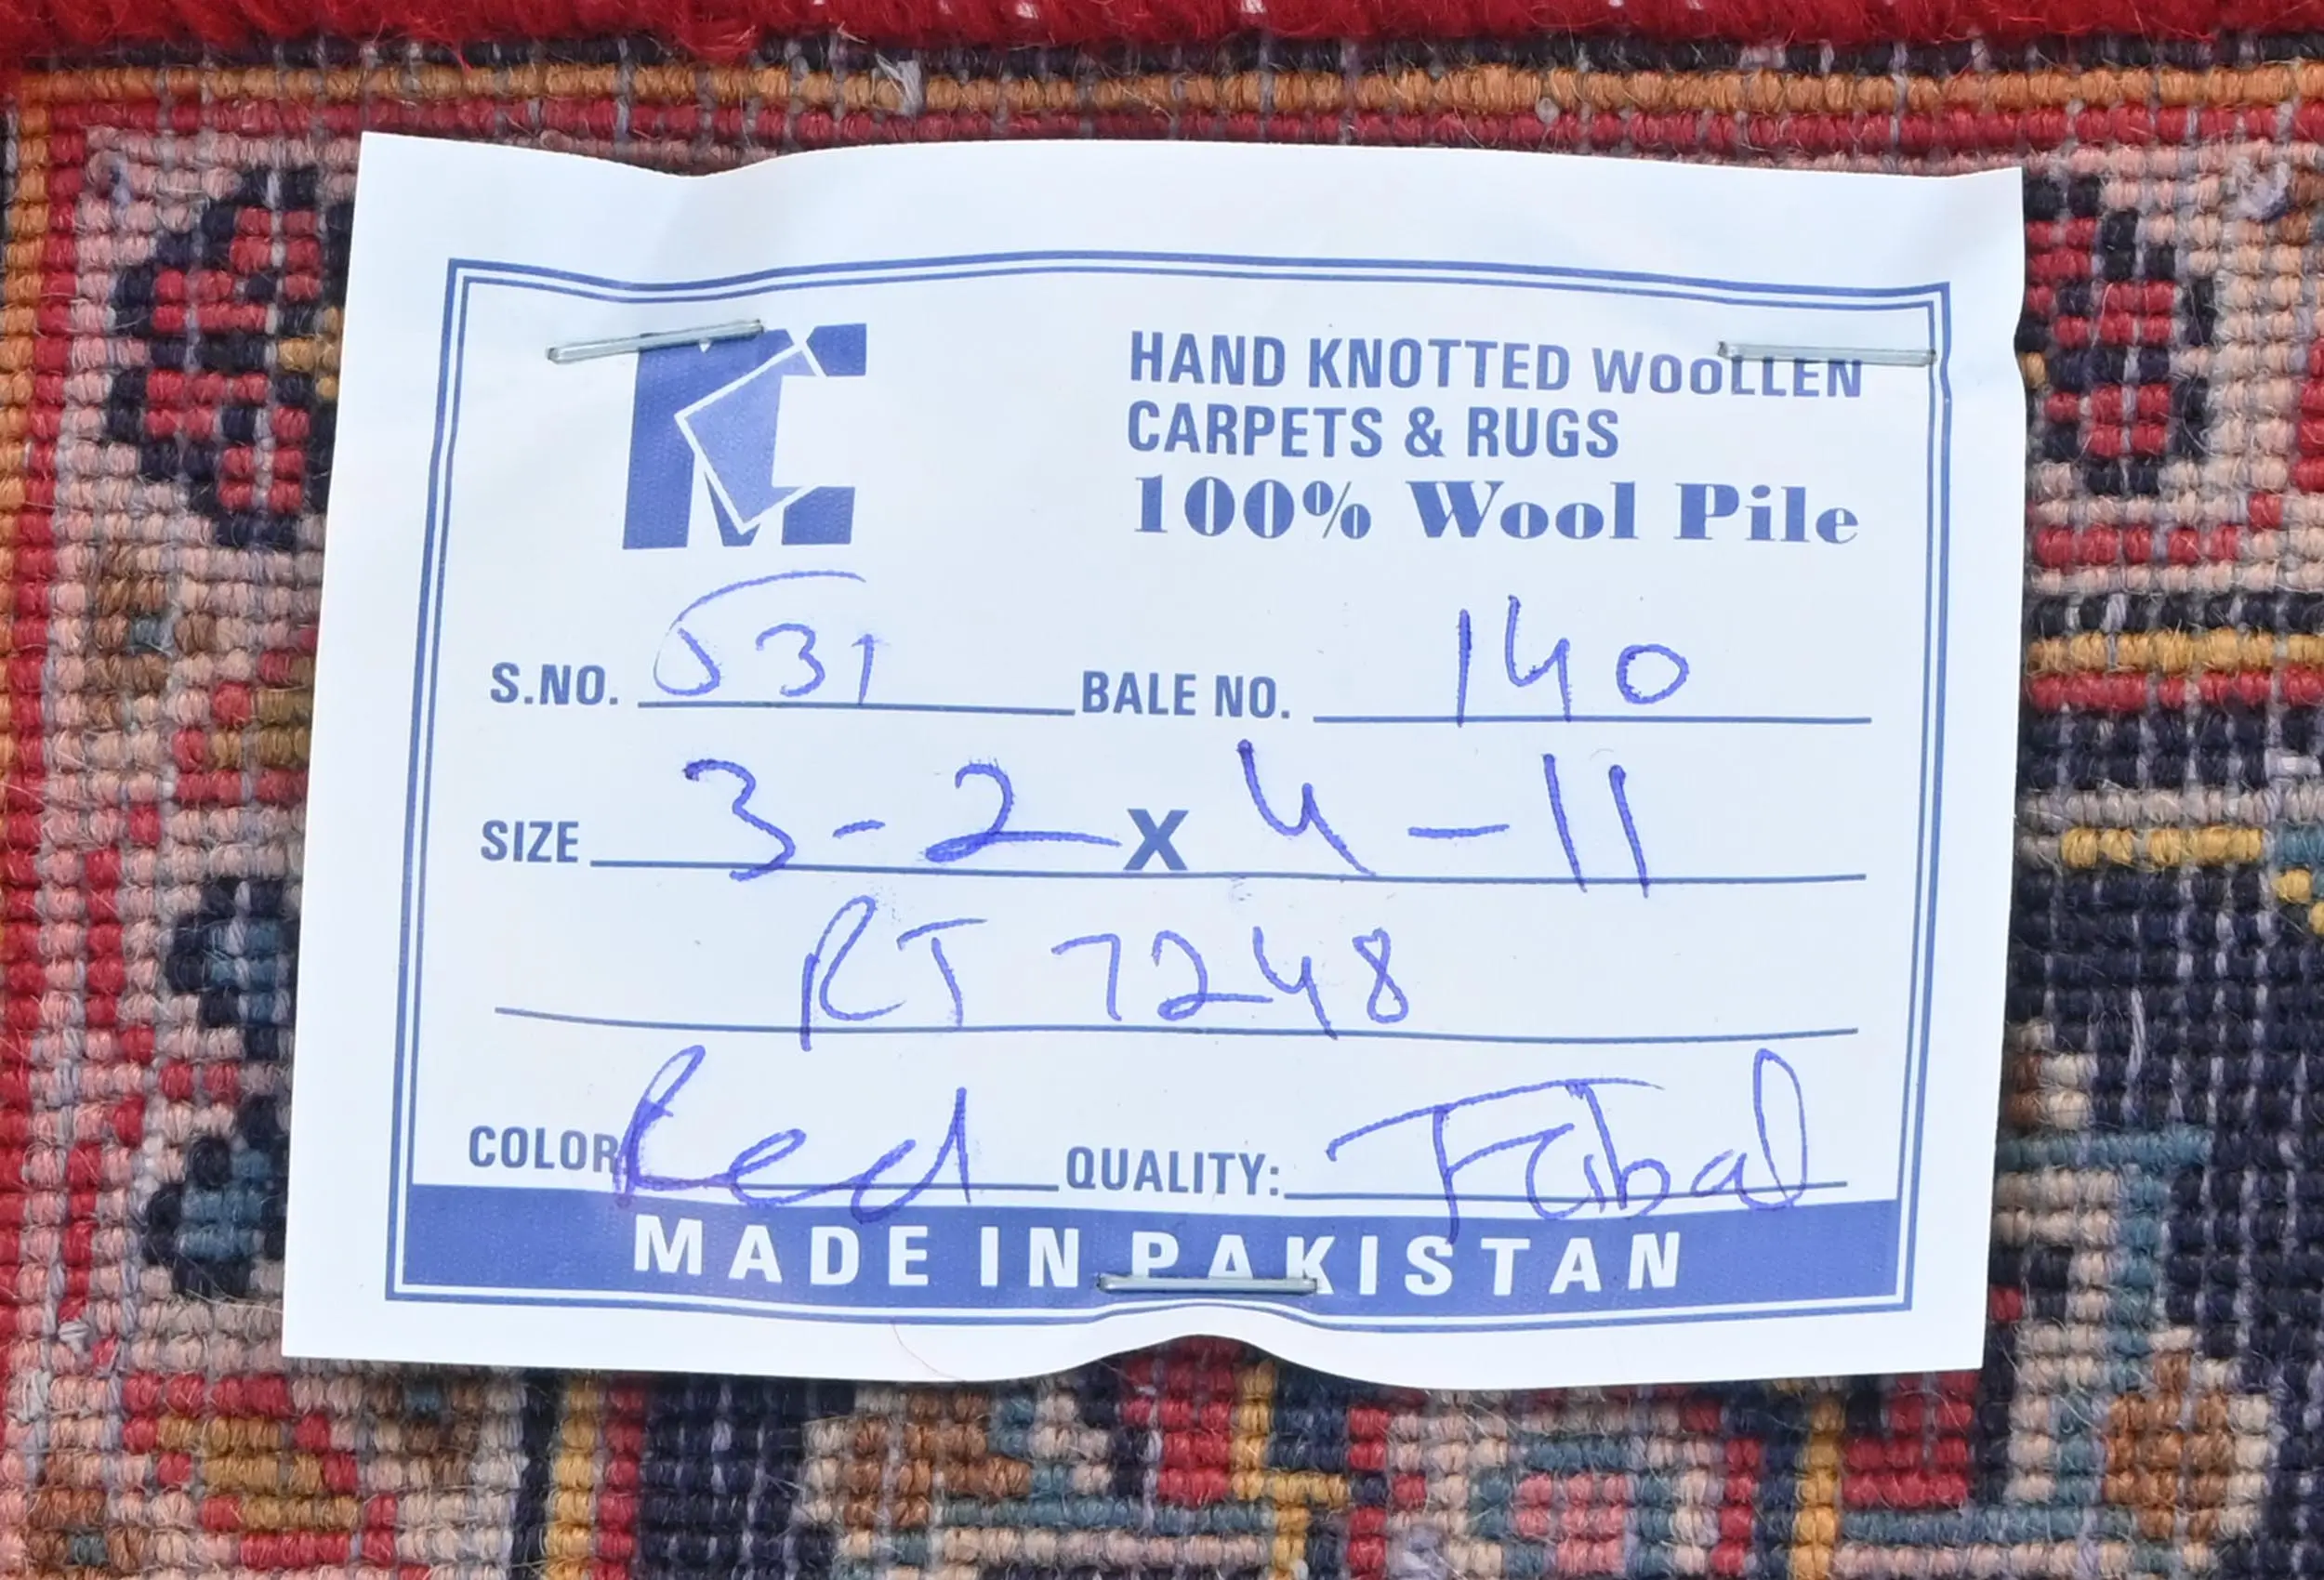 HAND KNOTTED WOOLLEN
CARPETS & RUGS
100% Wool Pile
S.NO. 531 BALE NO. 140
SIZE 3-2 X 4-11
RT 7248
COLOR Red QUALITY:
MADE IN PAKISTAN